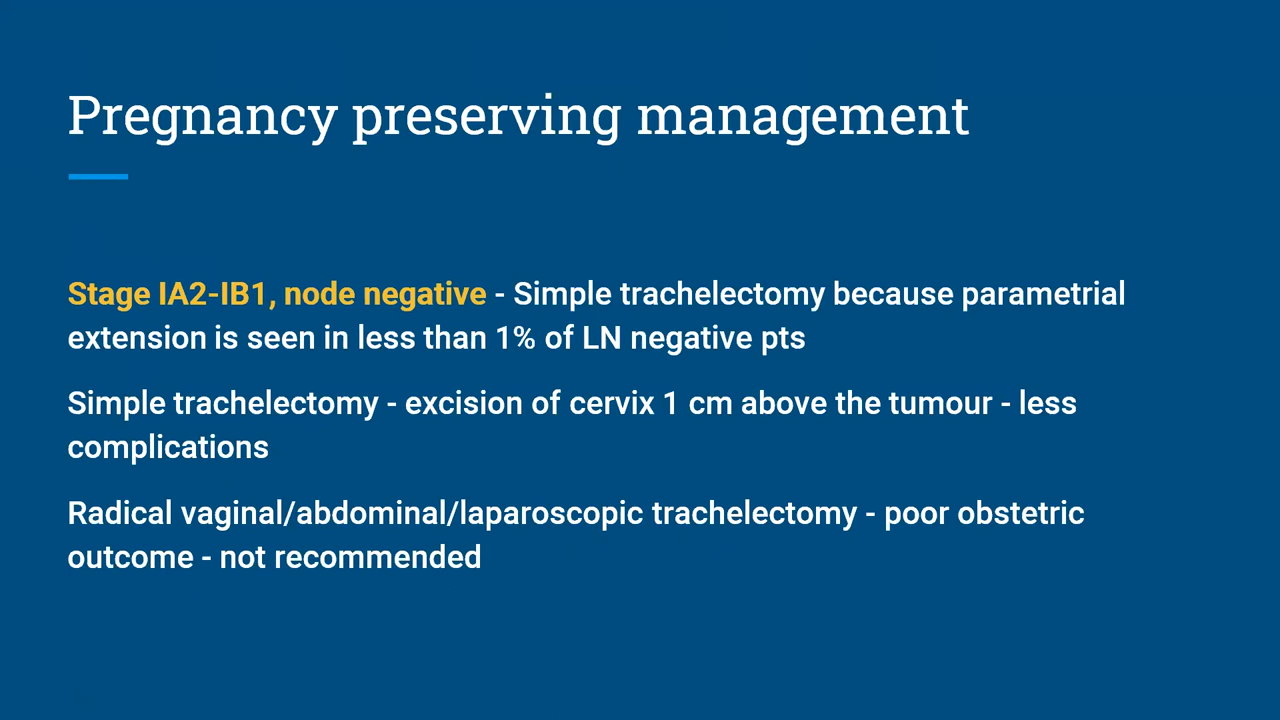 Pregnancy preserving management
Stage IA2-IB1, node negative - Simple trachelectomy because parametrial
extension is seen in less than 1% of LN negative pts
Simple trachelectomy - excision of cervix 1 cm above the tumour - less
complications
Radical vaginal/abdominal/laparoscopic trachelectomy - poor obstetric
outcome - not recommended